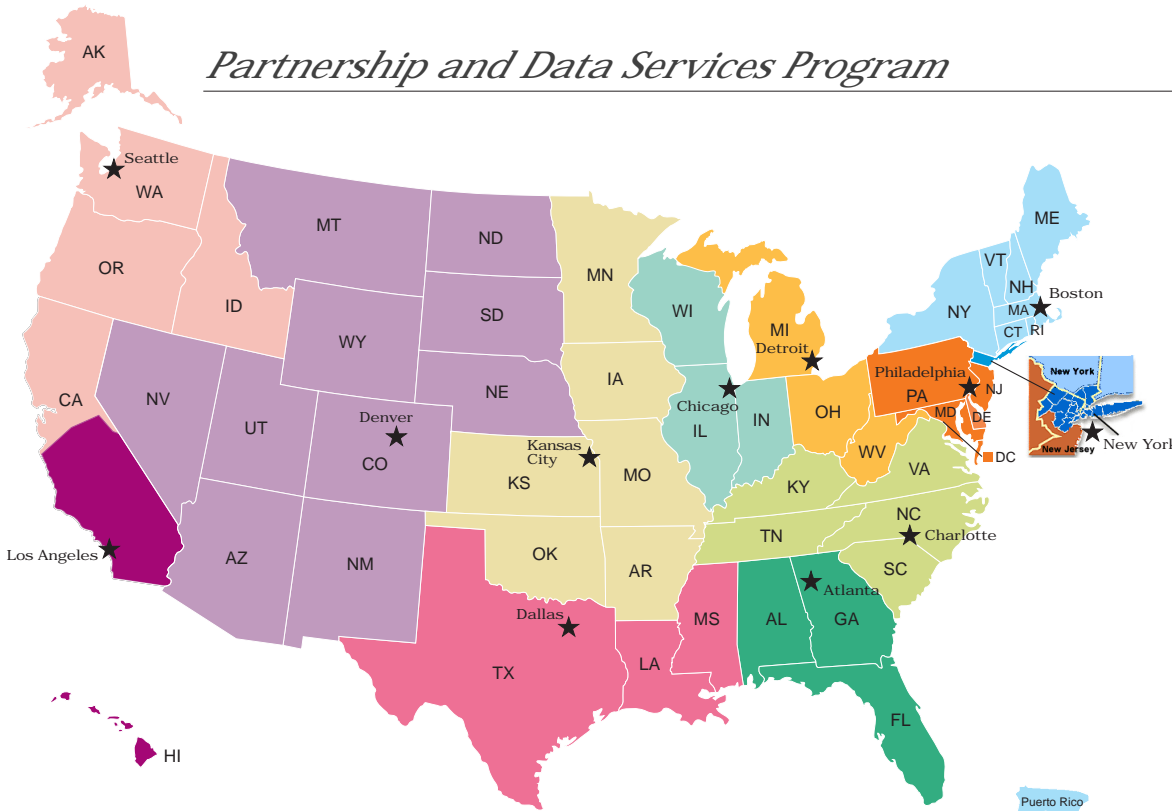 AK
Partnership and Data Services Program
Seattle
WA
MT
ND
MN
ME
VT
NH
OR
ID
SD
WI
MI
NY
MA
Boston
CT
RI
WY
Detroit
IA
NE
Philadelphia
NJ
PA
New York
CA
NV
UT
Denver
CO
Chicago
IL
IN
OH
MD
DE
WV
New Jersey
New York
DC
Kansas
City
KS
MO
KY
VA
NC
TN
Charlotte
Los Angeles
AZ
NM
OK
AR
SC
Atlanta
Dallas
MS
AL
GA
TX
LA
FL
HI
Puerto Rico